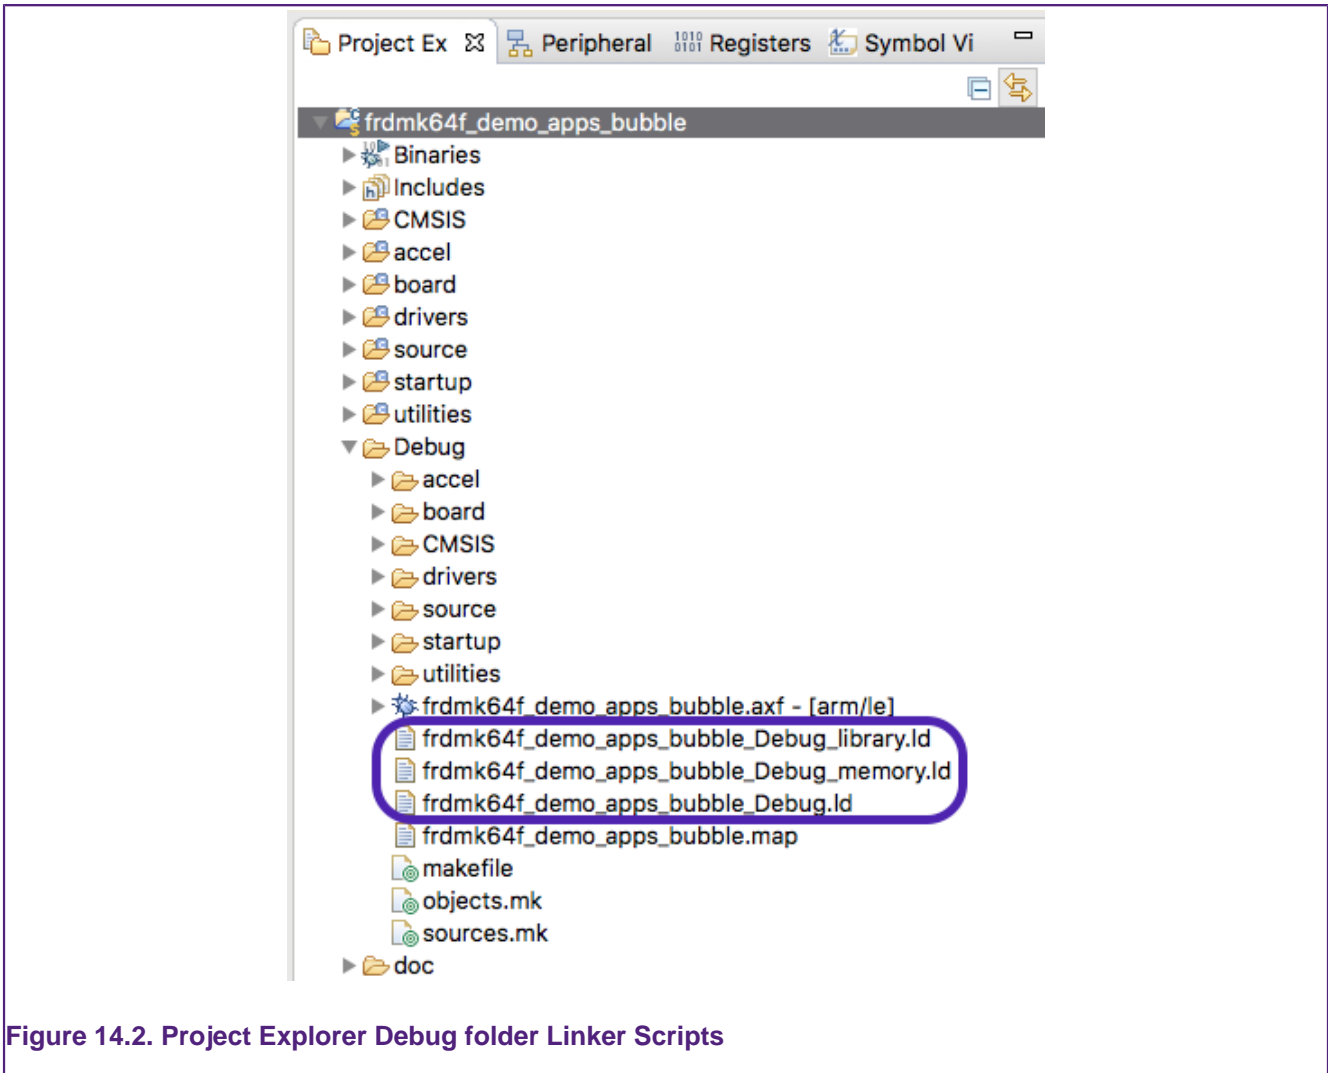 Project Ex Peripheral 1010 0101 Registers Symbol Vi
frdmk64f_demo_apps_bubble
Binaries
Includes
CMSIS
accel
board
drivers
source
startup
utilities
Debug
accel
board
CMSIS
drivers
source
startup
utilities
frdmk64f_demo_apps_bubble.axf - [arm/le]
frdmk64f_demo_apps_bubble_Debug_library.ld
frdmk64f_demo_apps_bubble_Debug_memory.ld
frdmk64f_demo_apps_bubble_Debug.ld
frdmk64f_demo_apps_bubble.map
makefile
objects.mk
sources.mk
doc
Figure 14.2. Project Explorer Debug folder Linker Scripts